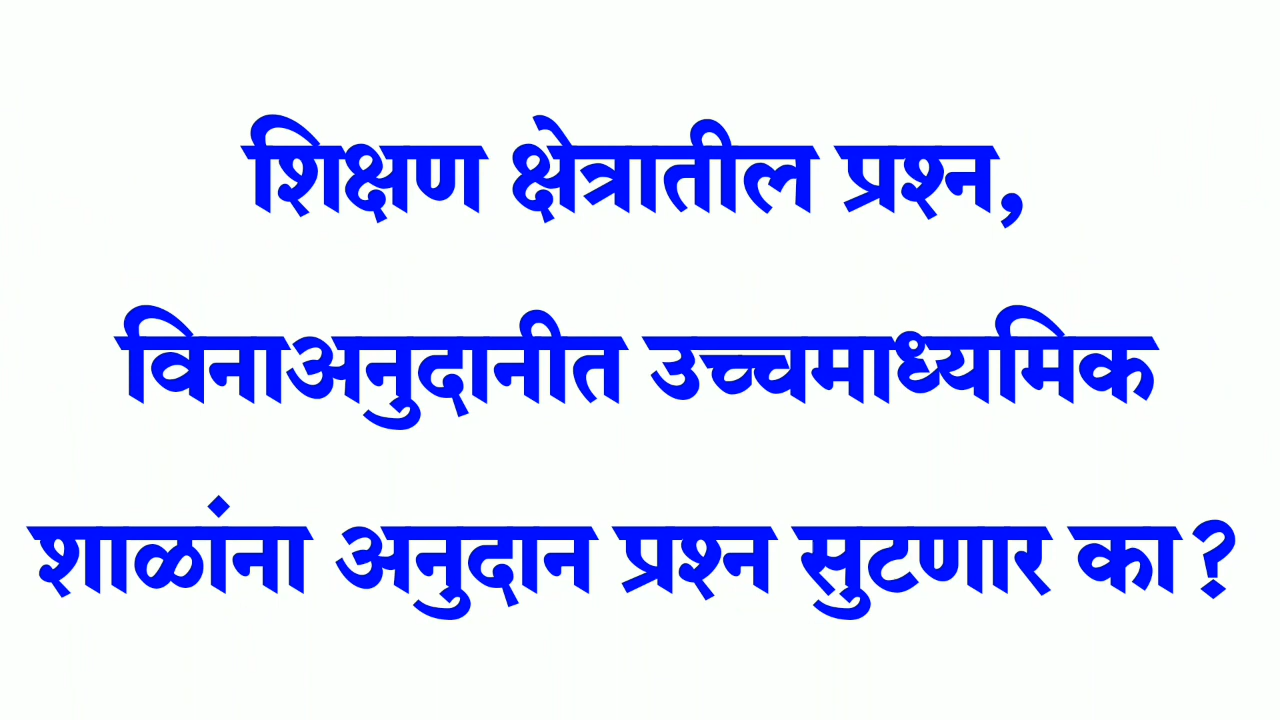 शिक्षण क्षेत्रातील प्रश्न,
विनाअनुदानीत उच्चमाध्यमिक
शाळांना अनुदान प्रश्न सुटणार का?